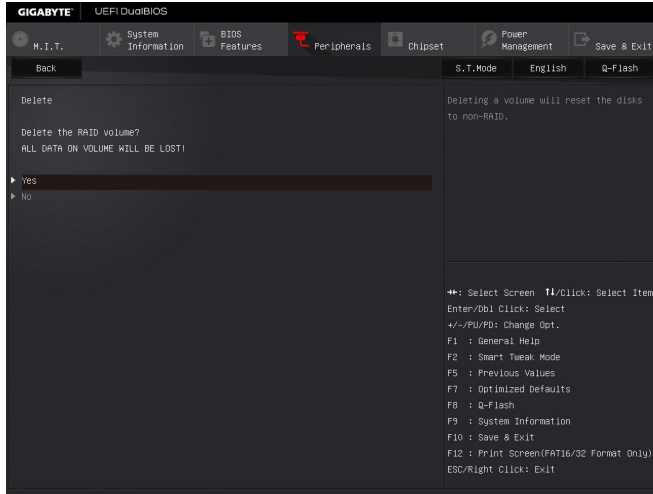 GIGABYTE™ UEFI DualBIOS
M.I.T.
System Information
BIOS Features
Peripherals
Chipset
Power Management
Save & Exit
Back
S.T.Mode
English
Q-Flash
Delete
Delete the RAID volume?
ALL DATA ON VOLUME WILL BE LOST!
Yes
No
Deleting a volume will reset the disks
to non-RAID.
→←: Select Screen ↑↓/Click: Select Item
Enter/Dbl Click: Select
+/-/PU/PD: Change Opt.
F1 : General Help
F2 : Smart Tweak Mode
F5 : Previous Values
F7 : Optimized Defaults
F8 : Q-Flash
F9 : System Information
F10 : Save & Exit
F12 : Print Screen(FAT16/32 Format Only)
ESC/Right Click: Exit